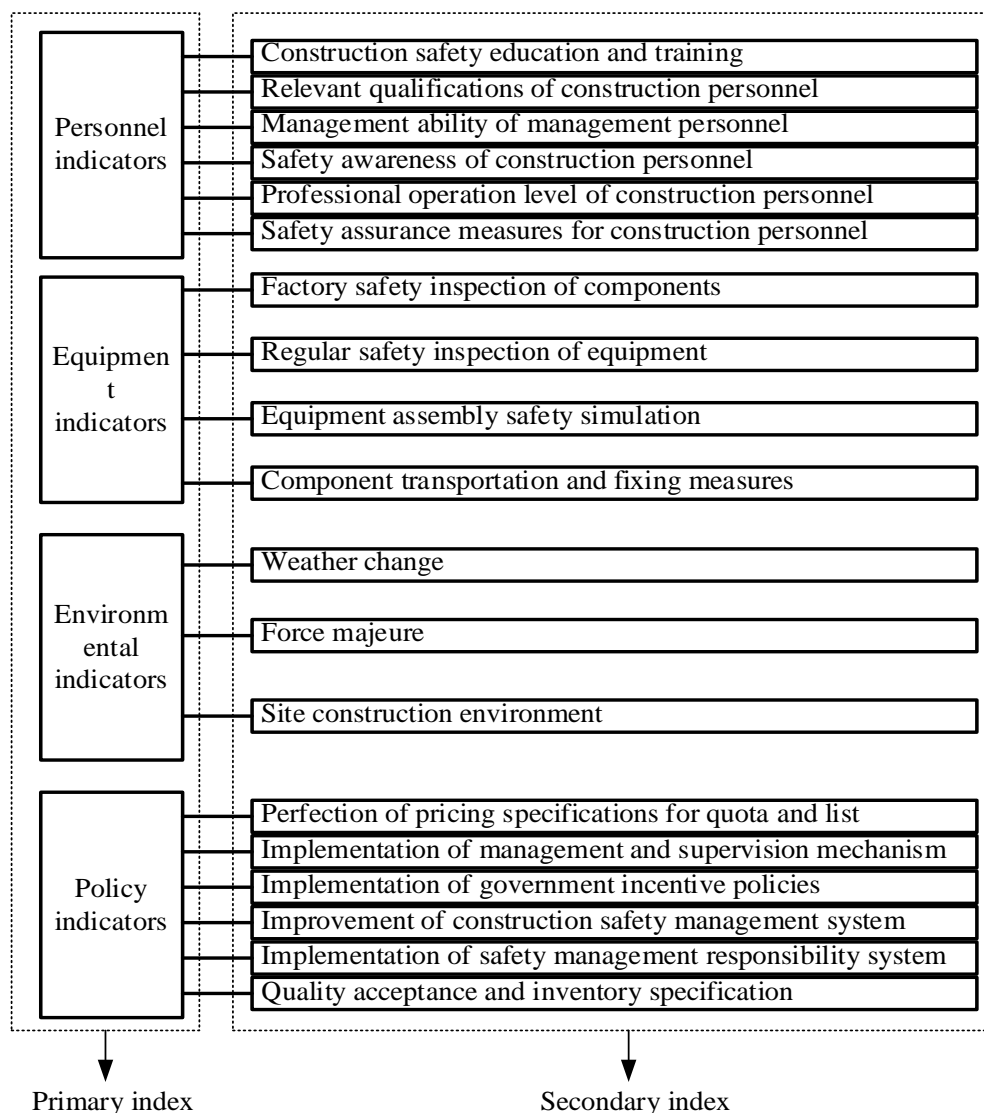 Personnel
indicators
Construction safety education and training
Relevant qualifications of construction personnel
Management ability of management personnel
Safety awareness of construction personnel
Professional operation level of construction personnel
Safety assurance measures for construction personnel
Equipmen
t
indicators
Factory safety inspection of components
Regular safety inspection of equipment
Equipment assembly safety simulation
Component transportation and fixing measures
Environm
ental
indicators
Weather change
Force majeure
Site construction environment
Policy
indicators
Perfection of pricing specifications for quota and list
Implementation of management and supervision mechanism
Implementation of government incentive policies
Improvement of construction safety management system
Implementation of safety management responsibility system
Quality acceptance and inventory specification
Primary index
Secondary index